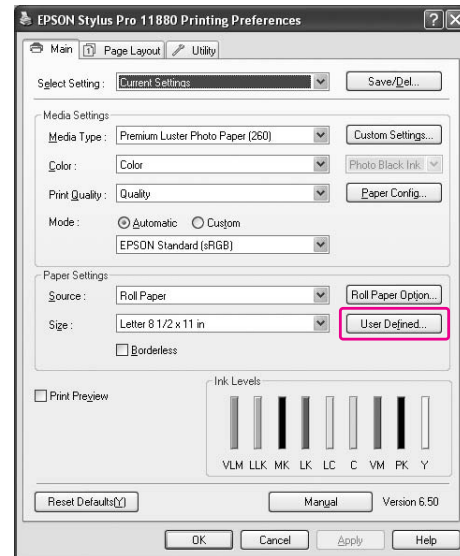 EPSON Stylus Pro 11880 Printing Preferences
Main Page Layout Utility
Select Setting : Current Settings Save/Del...
Media Settings
Media Type : Premium Luster Photo Paper (260) Custom Settings...
Color : Color Photo Black Ink
Print Quality : Quality Paper Config...
Mode : Automatic Custom
EPSON Standard (sRGB)
Paper Settings
Source : Roll Paper Roll Paper Option...
Size : Letter 8 1/2 x 11 in User Defined...
Borderless
Print Preview
Ink Levels
VLM LLK MK LK LC C VM PK Y
Reset Defaults(Y) Manual Version 6.50
OK Cancel Apply Help